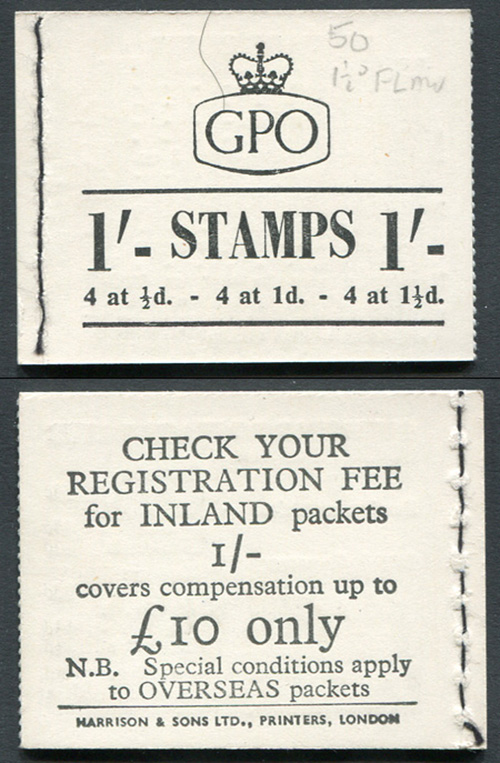 50
1½d FLaw
GPO
1/- STAMPS 1/-
4 at ½d. - 4 at 1d. - 4 at 1½d.
CHECK YOUR
REGISTRATION FEE
for INLAND packets
1/-
covers compensation up to
£10 only
N.B. Special conditions apply
to OVERSEAS packets
HARRISON & SONS LTD., PRINTERS, LONDON